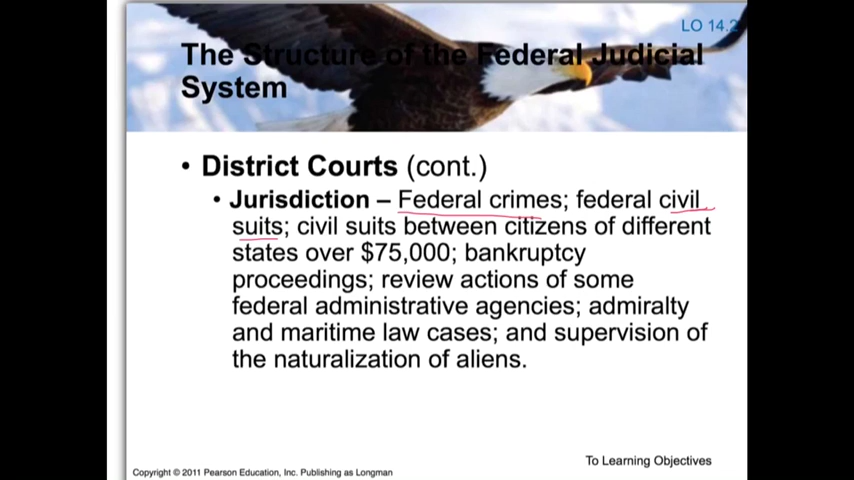 LO 14.2
The Structure of the Federal Judicial
System
• District Courts (cont.)
• Jurisdiction – Federal crimes; federal civil
suits; civil suits between citizens of different
states over $75,000; bankruptcy
proceedings; review actions of some
federal administrative agencies; admiralty
and maritime law cases; and supervision of
the naturalization of aliens.
To Learning Objectives
Copyright © 2011 Pearson Education, Inc. Publishing as Longman